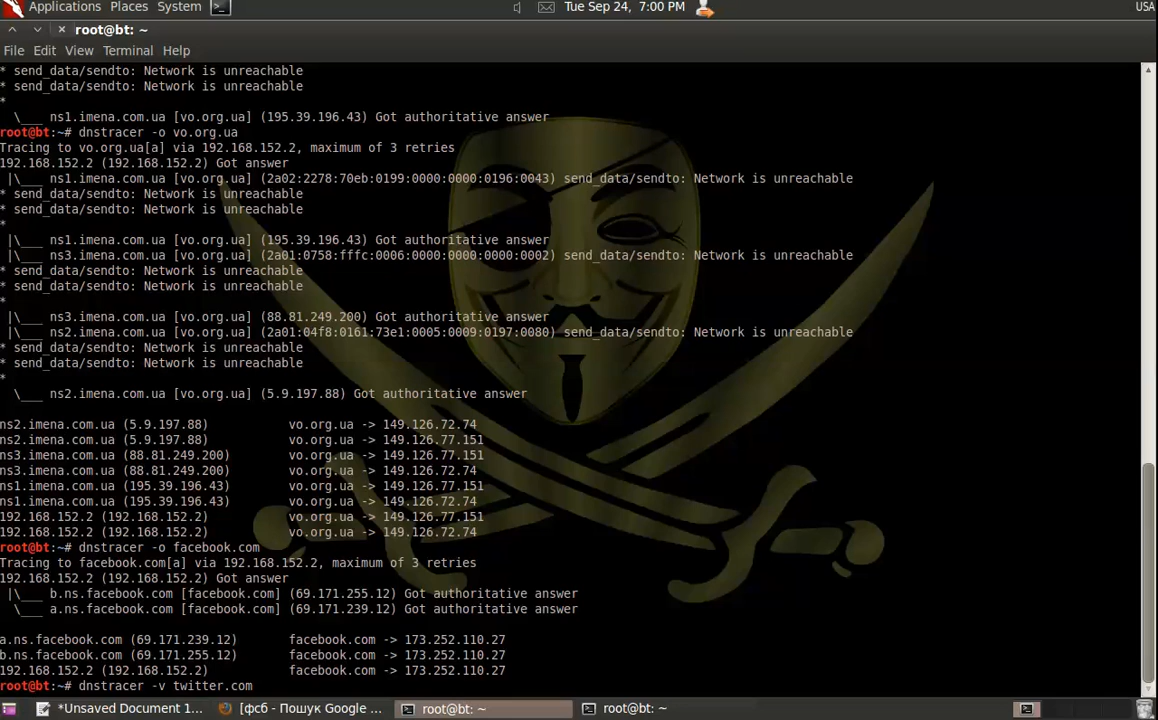 Applications Places System Tue Sep 24, 7:00 PM USA
root@bt: ~
File Edit View Terminal Help
* send_data/sendto: Network is unreachable
* send_data/sendto: Network is unreachable
*
\___ ns1.imena.com.ua [vo.org.ua] (195.39.196.43) Got authoritative answer
root@bt:~# dnstracer -o vo.org.ua
Tracing to vo.org.ua[a] via 192.168.152.2, maximum of 3 retries
192.168.152.2 (192.168.152.2) Got answer
|\___ ns1.imena.com.ua [vo.org.ua] (2a02:2278:70eb:0199:0000:0000:0196:0043) send_data/sendto: Network is unreachable
* send_data/sendto: Network is unreachable
* send_data/sendto: Network is unreachable
*
|\___ ns1.imena.com.ua [vo.org.ua] (195.39.196.43) Got authoritative answer
|\___ ns3.imena.com.ua [vo.org.ua] (2a01:0758:fffc:0006:0000:0000:0000:0002) send_data/sendto: Network is unreachable
* send_data/sendto: Network is unreachable
* send_data/sendto: Network is unreachable
*
|\___ ns3.imena.com.ua [vo.org.ua] (88.81.249.200) Got authoritative answer
|\___ ns2.imena.com.ua [vo.org.ua] (2a01:04f8:0161:73e1:0005:0009:0197:0080) send_data/sendto: Network is unreachable
* send_data/sendto: Network is unreachable
* send_data/sendto: Network is unreachable
*
\___ ns2.imena.com.ua [vo.org.ua] (5.9.197.88) Got authoritative answer
ns2.imena.com.ua (5.9.197.88) vo.org.ua -> 149.126.72.74
ns2.imena.com.ua (5.9.197.88) vo.org.ua -> 149.126.77.151
ns3.imena.com.ua (88.81.249.200) vo.org.ua -> 149.126.77.151
ns3.imena.com.ua (88.81.249.200) vo.org.ua -> 149.126.72.74
ns1.imena.com.ua (195.39.196.43) vo.org.ua -> 149.126.77.151
ns1.imena.com.ua (195.39.196.43) vo.org.ua -> 149.126.72.74
192.168.152.2 (192.168.152.2) vo.org.ua -> 149.126.77.151
192.168.152.2 (192.168.152.2) vo.org.ua -> 149.126.72.74
root@bt:~# dnstracer -o facebook.com
Tracing to facebook.com[a] via 192.168.152.2, maximum of 3 retries
192.168.152.2 (192.168.152.2) Got answer
|\___ b.ns.facebook.com [facebook.com] (69.171.255.12) Got authoritative answer
\___ a.ns.facebook.com [facebook.com] (69.171.239.12) Got authoritative answer
a.ns.facebook.com (69.171.239.12) facebook.com -> 173.252.110.27
b.ns.facebook.com (69.171.255.12) facebook.com -> 173.252.110.27
192.168.152.2 (192.168.152.2) facebook.com -> 173.252.110.27
root@bt:~# dnstracer -v twitter.com
*Unsaved Document 1... [фсб - Пошук Google ... root@bt: ~ root@bt: ~